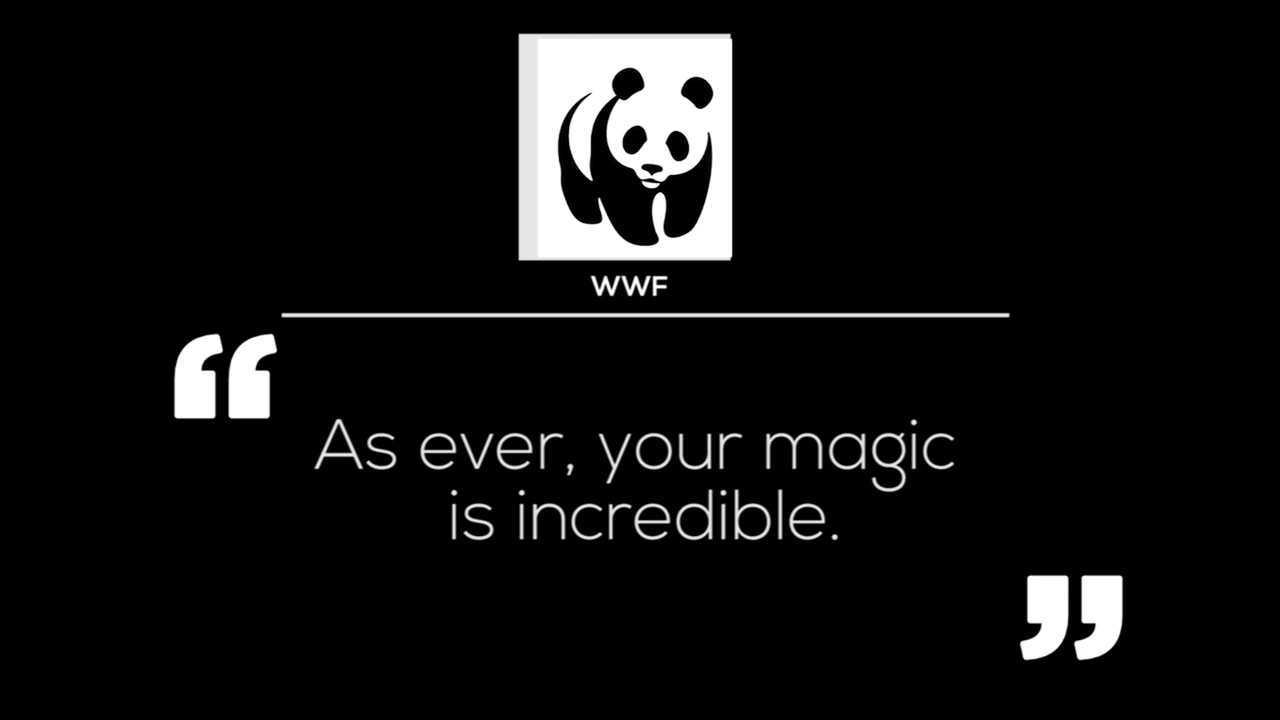 WWF
“
As ever, your magic
is incredible.
”